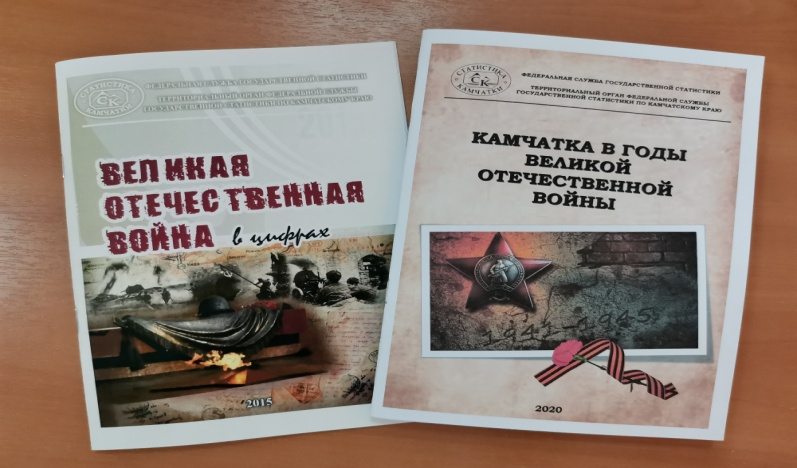 СТАТИСТИКА
СК
КАМЧАТКИ
ФЕДЕРАЛЬНАЯ СЛУЖБА ГОСУДАРСТВЕННОЙ СТАТИСТИКИ
ТЕРРИТОРИАЛЬНЫЙ ОРГАН ФЕДЕРАЛЬНОЙ СЛУЖБЫ
ГОСУДАРСТВЕННОЙ СТАТИСТИКИ ПО КАМЧАТСКОМУ КРАЮ
ВЕЛИКАЯ
ОТЕЧЕСТВЕННАЯ
ВОЙНА в цифрах
2015
СТАТИСТИКА
СК
КАМЧАТКИ
ФЕДЕРАЛЬНАЯ СЛУЖБА ГОСУДАРСТВЕННОЙ СТАТИСТИКИ
ТЕРРИТОРИАЛЬНЫЙ ОРГАН ФЕДЕРАЛЬНОЙ СЛУЖБЫ
ГОСУДАРСТВЕННОЙ СТАТИСТИКИ ПО КАМЧАТСКОМУ КРАЮ
КАМЧАТКА В ГОДЫ
ВЕЛИКОЙ
ОТЕЧЕСТВЕННОЙ
ВОЙНЫ
1941-1945
2020